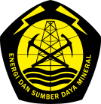 ENERGI DAN SUMBER DAYA MINERAL